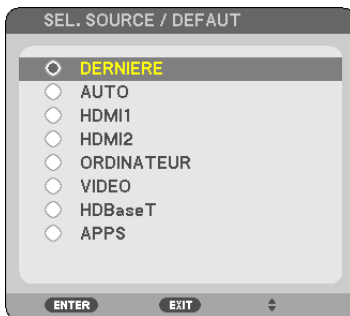 SEL. SOURCE / DEFAUT
DERNIERE
AUTO
HDMI1
HDMI2
ORDINATEUR
VIDEO
HDBaseT
APPS
ENTER EXIT